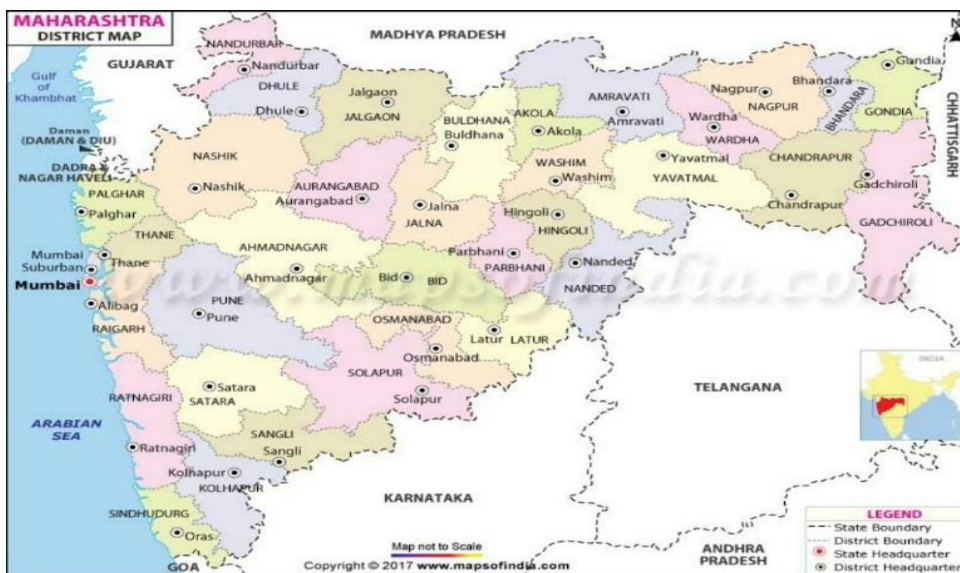 MAHARASHTRA
DISTRICT MAP
MADHYA PRADESH
GUJARAT
Gulf
of
Khambhat
NANDURBAR
Nandurbar
DHULE
Dhule
Jalgaon
JALGAON
BULDHANA
Buldhana
AKOLA
Akola
AMRAVATI
Amravati
Nagpur
NAGPUR
Wardha
WARDHA
Bhandara
BHANDARA
Gundia
GONDIA
CHHATTISGARH
N
Daman
(DAMAN & DIU)
DADRA &
NAGAR HAVELI
NASHIK
Nashik
AURANGABAD
Aurangabad
Jalna
JALNA
WASHIM
Washim
Yavatmal
YAVATMAL
CHANDRAPUR
Chandrapur
Gadchiroli
GADCHIROLI
PALGHAR
Palghar
THANE
Thane
Mumbai
Suburban
Mumbai
Alibag
RAIGARH
AHMADNAGAR
Ahmadnagar
Hingoli
HINGOLI
Parbhani
PARBHANI
Nanded
NANDED
Bid
BID
www.mapsofindia.com
PUNE
Pune
OSMANABAD
Osmanabad
Latur
LATUR
SOLAPUR
Solapur
Satara
SATARA
RATNAGIRI
Ratnagiri
SANGLI
Sangli
Kolhapur
KOLHAPUR
SINDHUDURG
Oras
GOA
ARABIAN
SEA
KARNATAKA
TELANGANA
ANDHRA
PRADESH
INDIA
LEGEND
State Boundary
District Boundary
State Headquarter
District Headquarter
Map not to Scale
Copyright © 2017 www.mapsofindia.com